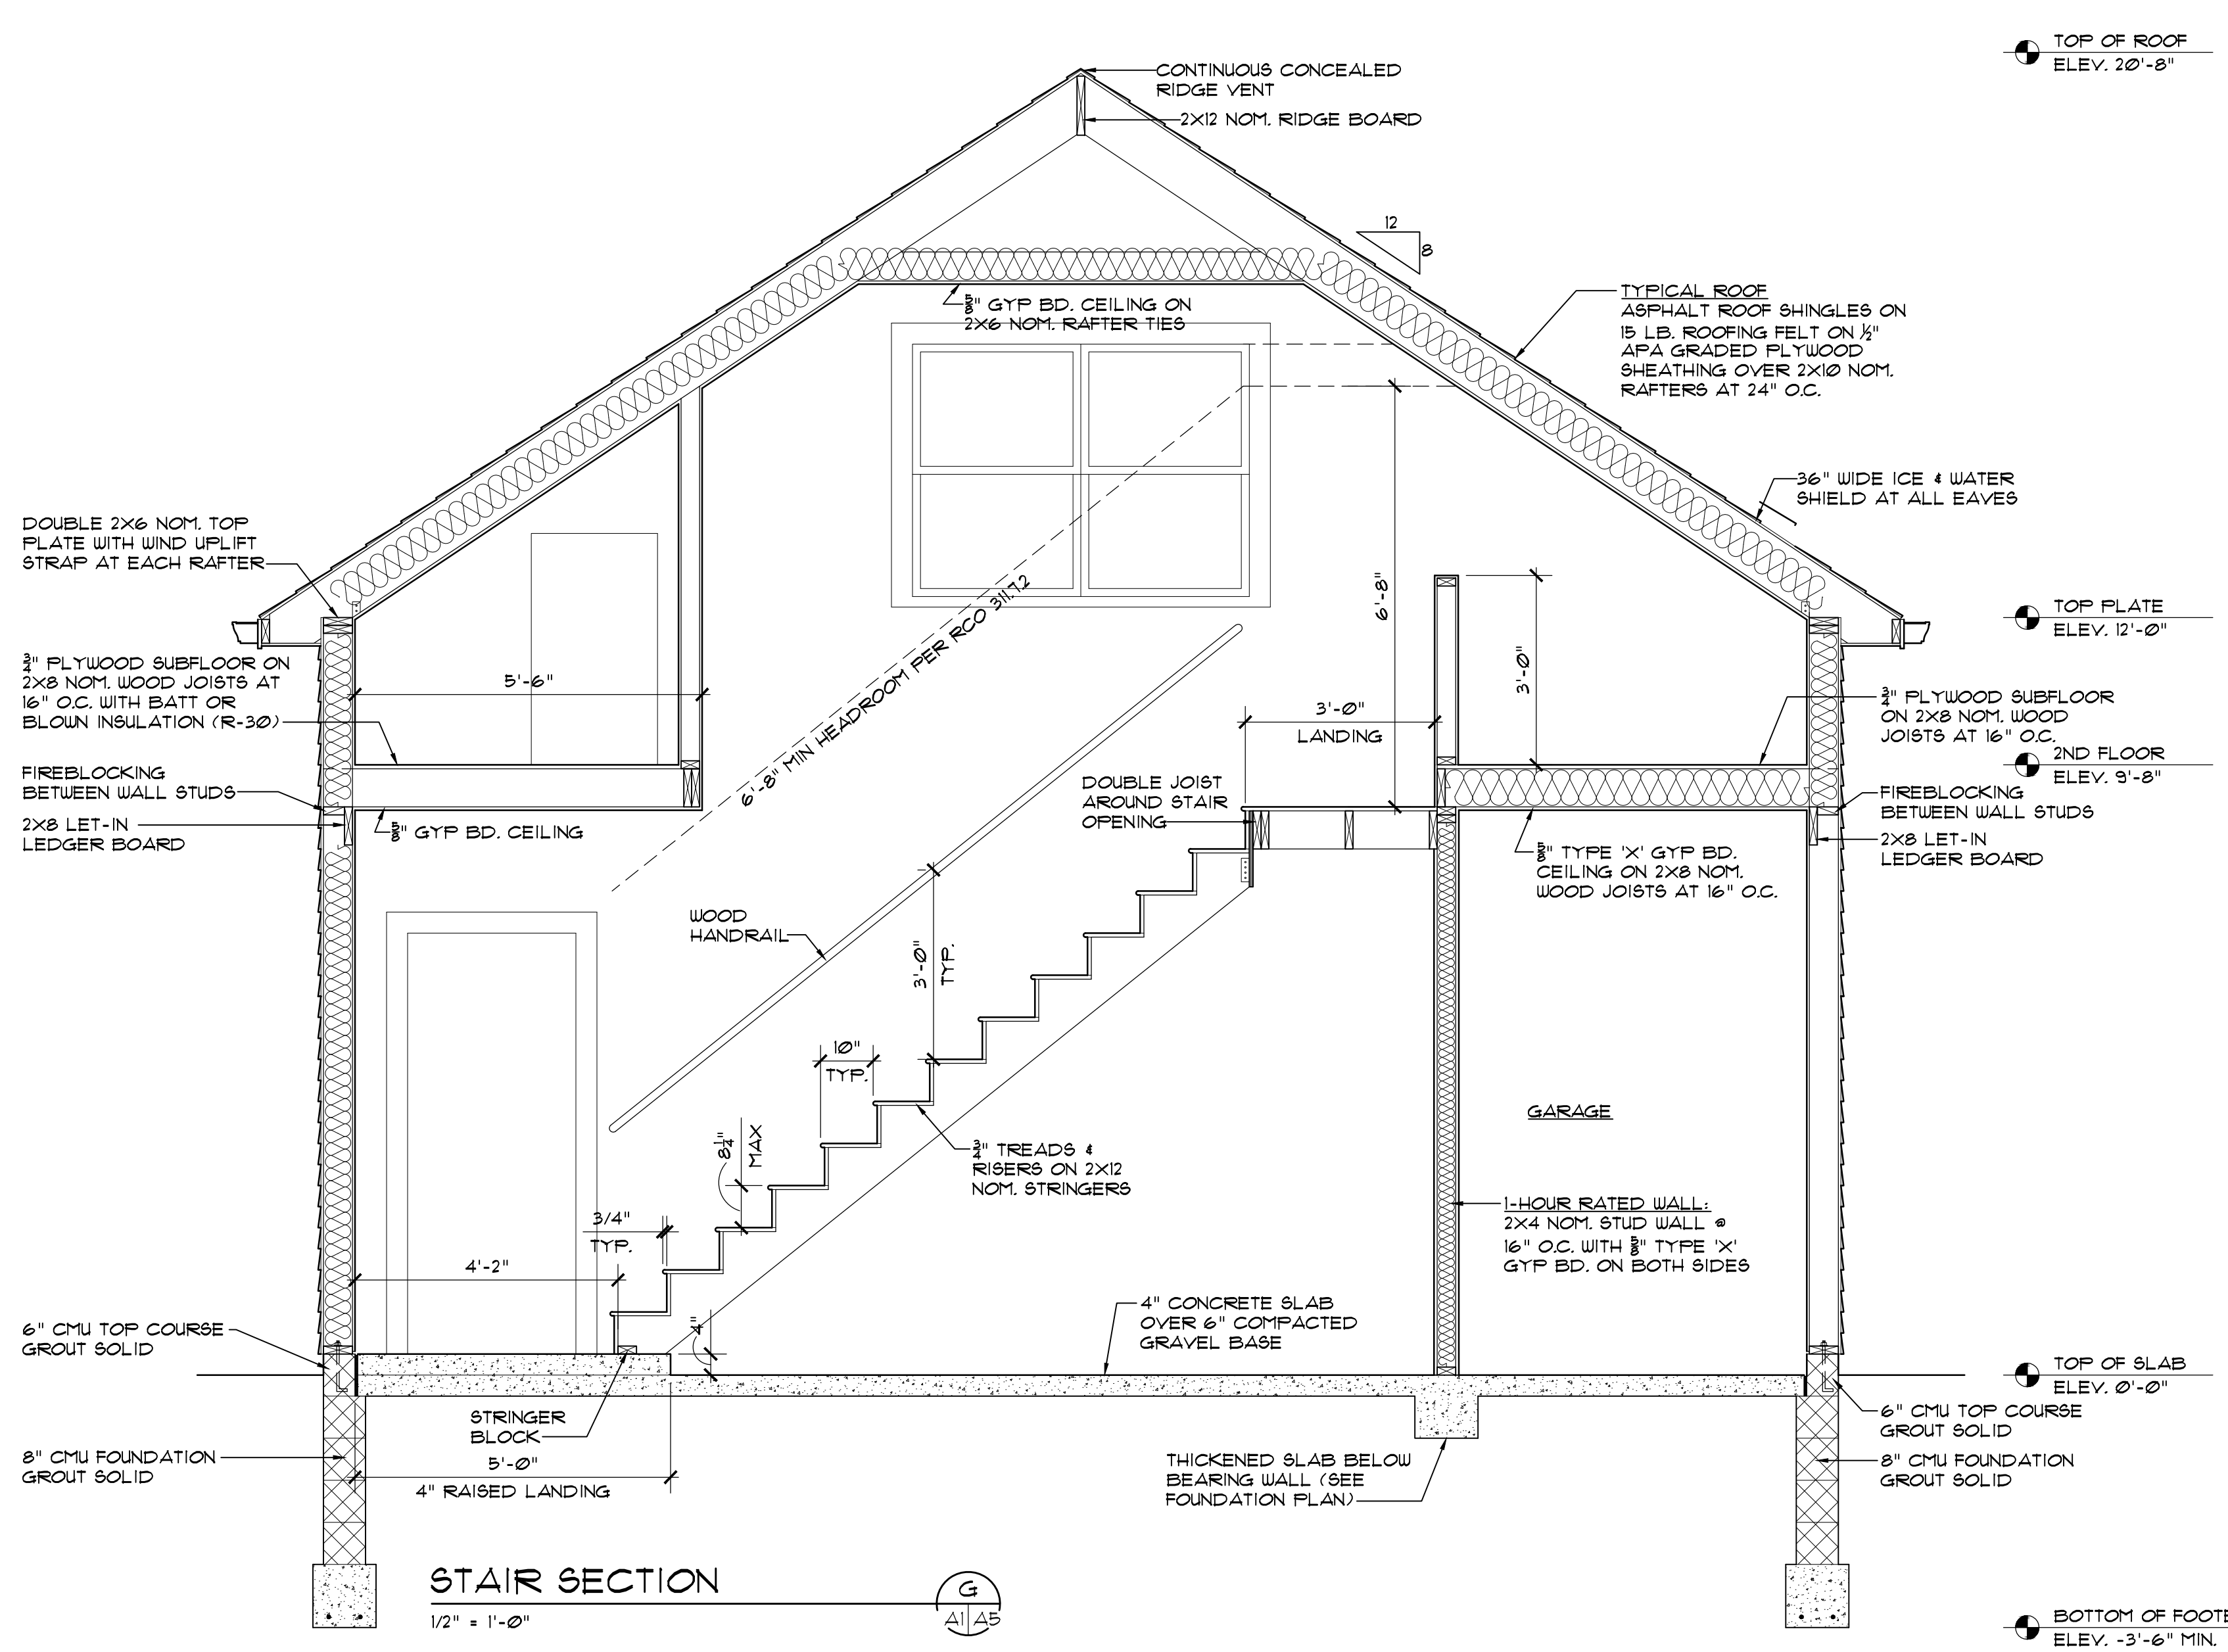 TOP OF ROOF
ELEV. 20'-8"
CONTINUOUS CONCEALED
RIDGE VENT
2X12 NOM. RIDGE BOARD
12
8
TYPICAL ROOF
ASPHALT ROOF SHINGLES ON
15 LB. ROOFING FELT ON ½"
APA GRADED PLYWOOD
SHEATHING OVER 2X10 NOM.
RAFTERS AT 24" O.C.
⅝" GYP BD. CEILING ON
2X6 NOM. RAFTER TIES
36" WIDE ICE & WATER
SHIELD AT ALL EAVES
DOUBLE 2X6 NOM. TOP
PLATE WITH WIND UPLIFT
STRAP AT EACH RAFTER
TOP PLATE
ELEV. 12'-0"
¾" PLYWOOD SUBFLOOR ON
2X8 NOM. WOOD JOISTS AT
16" O.C. WITH BATT OR
BLOWN INSULATION (R-30)
5'-6"
6'-8" MIN HEADROOM PER RCO 311.7.2
6'-8"
3'-0"
3'-0"
LANDING
¾" PLYWOOD SUBFLOOR
ON 2X8 NOM. WOOD
JOISTS AT 16" O.C.
2ND FLOOR
ELEV. 9'-8"
FIREBLOCKING
BETWEEN WALL STUDS
2X8 LET-IN
LEDGER BOARD
⅝" GYP BD. CEILING
DOUBLE JOIST
AROUND STAIR
OPENING
FIREBLOCKING
BETWEEN WALL STUDS
2X8 LET-IN
LEDGER BOARD
⅝" TYPE 'X' GYP BD.
CEILING ON 2X8 NOM.
WOOD JOISTS AT 16" O.C.
WOOD
HANDRAIL
3'-0"
TYP.
10"
TYP.
8¼"
MAX
¾" TREADS &
RISERS ON 2X12
NOM. STRINGERS
GARAGE
1-HOUR RATED WALL:
2X4 NOM. STUD WALL @
16" O.C. WITH ⅝" TYPE 'X'
GYP BD. ON BOTH SIDES
3/4"
TYP.
4'-2"
4"
4" CONCRETE SLAB
OVER 6" COMPACTED
GRAVEL BASE
6" CMU TOP COURSE
GROUT SOLID
TOP OF SLAB
ELEV. 0'-0"
STRINGER
BLOCK
8" CMU FOUNDATION
GROUT SOLID
5'-0"
4" RAISED LANDING
THICKENED SLAB BELOW
BEARING WALL (SEE
FOUNDATION PLAN)
6" CMU TOP COURSE
GROUT SOLID
8" CMU FOUNDATION
GROUT SOLID
STAIR SECTION
1/2" = 1'-0"
G
A1 A5
BOTTOM OF FOOTE
ELEV. -3'-6" MIN.